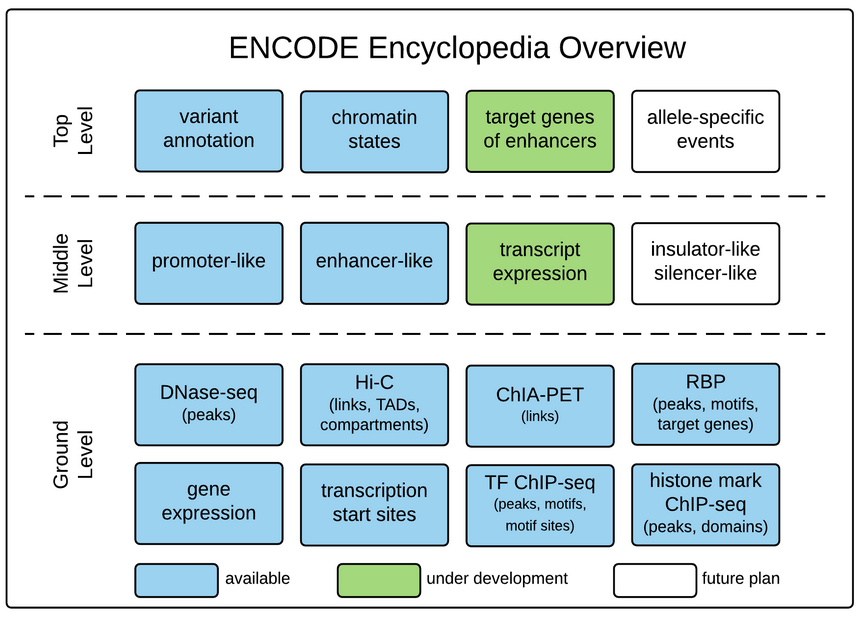 ENCODE Encyclopedia Overview
Top
Level
variant
annotation
chromatin
states
target genes
of enhancers
allele-specific
events
Middle
Level
promoter-like
enhancer-like
transcript
expression
insulator-like
silencer-like
Ground
Level
DNase-seq
(peaks)
Hi-C
(links, TADs,
compartments)
ChIA-PET
(links)
RBP
(peaks, motifs,
target genes)
gene
expression
transcription
start sites
TF ChIP-seq
(peaks, motifs,
motif sites)
histone mark
ChIP-seq
(peaks, domains)
available
under development
future plan